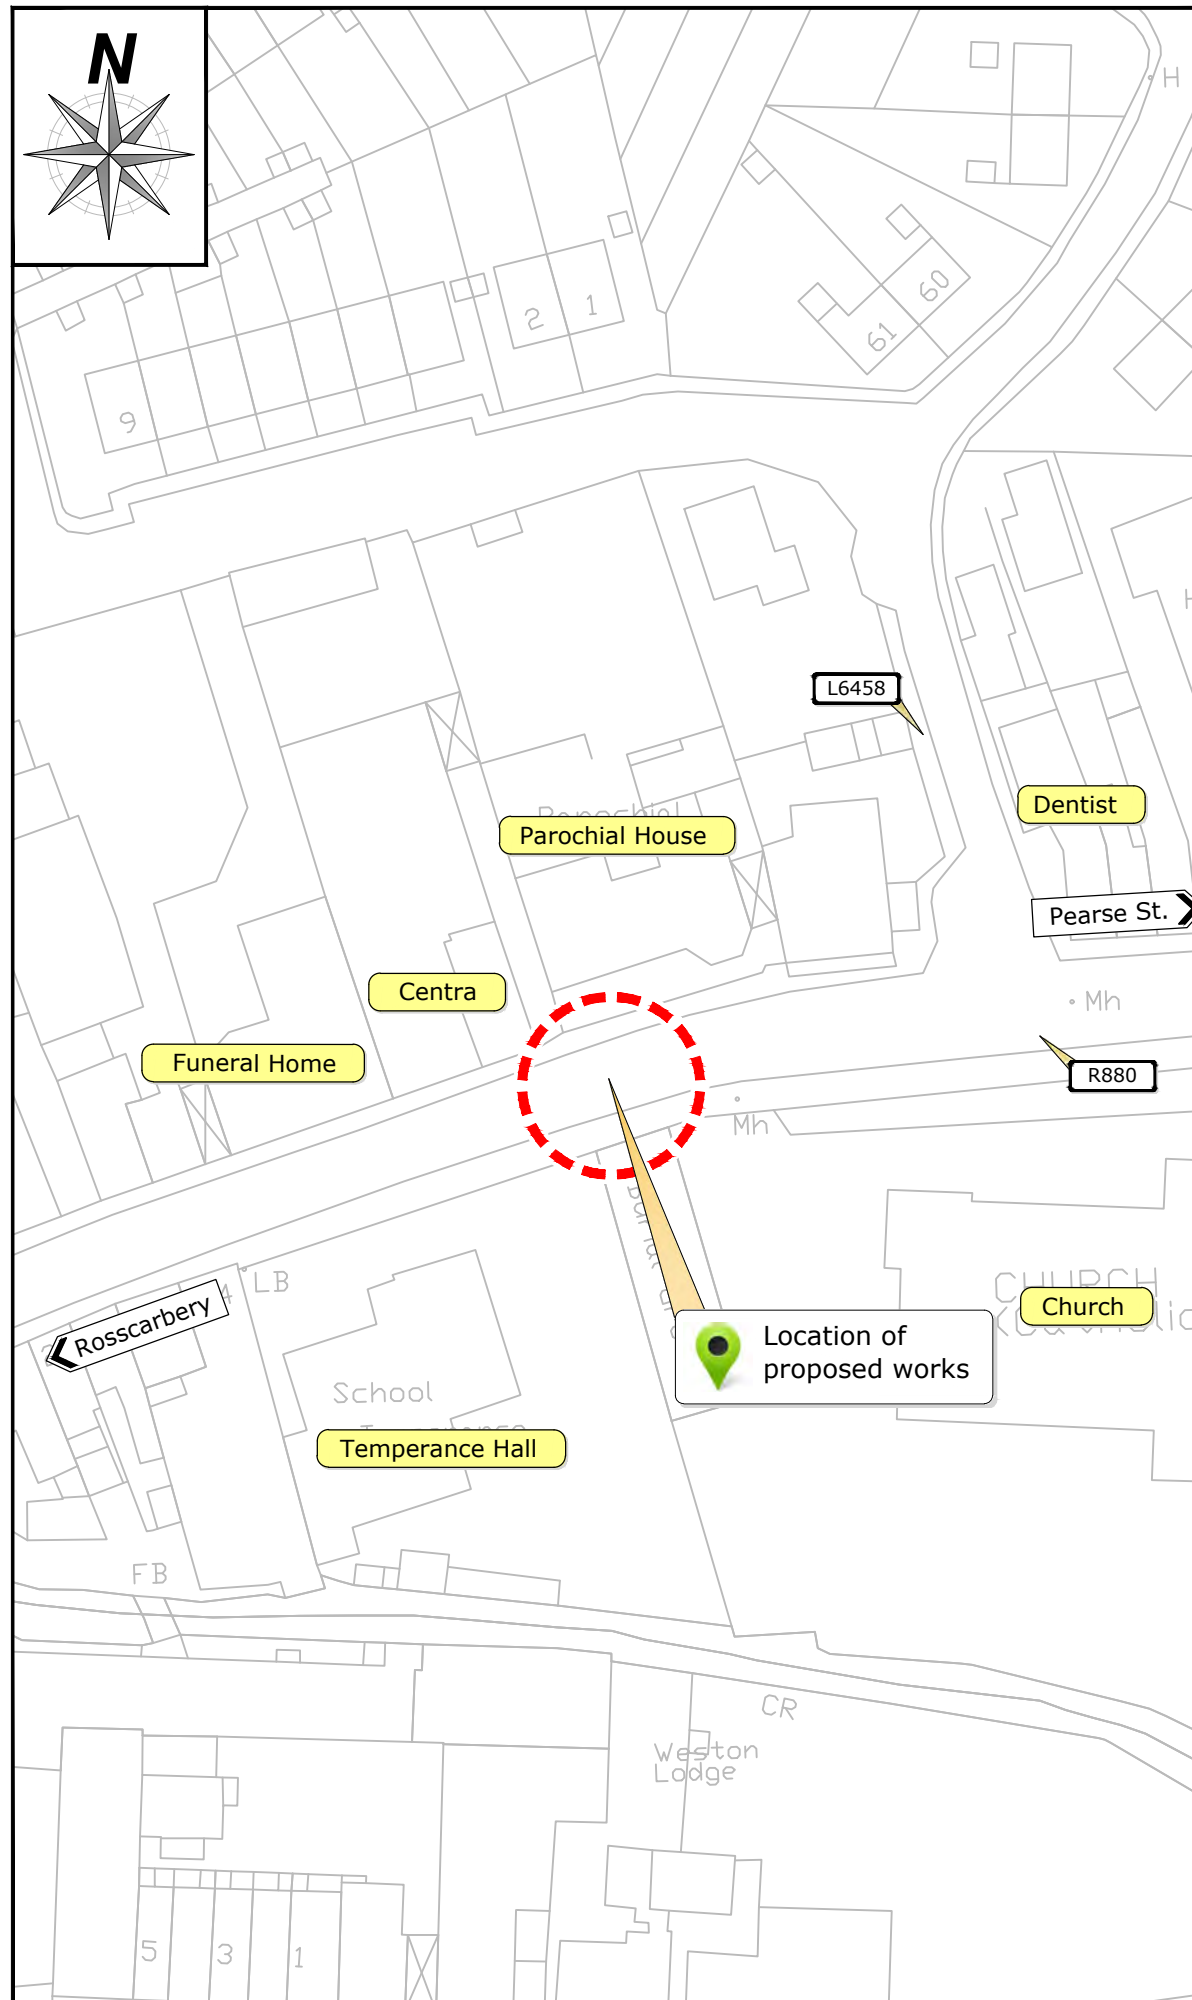 N
H
2
1
60
61
9
L6458
Dentist
Parochial House
Pearse St.
Centra
Mh
Funeral Home
R880
Mh
LB
Rosscarbery
CHURCH
Church
Location of
proposed works
School
Temperance Hall
FB
CR
Weston
Lodge
5
3
1